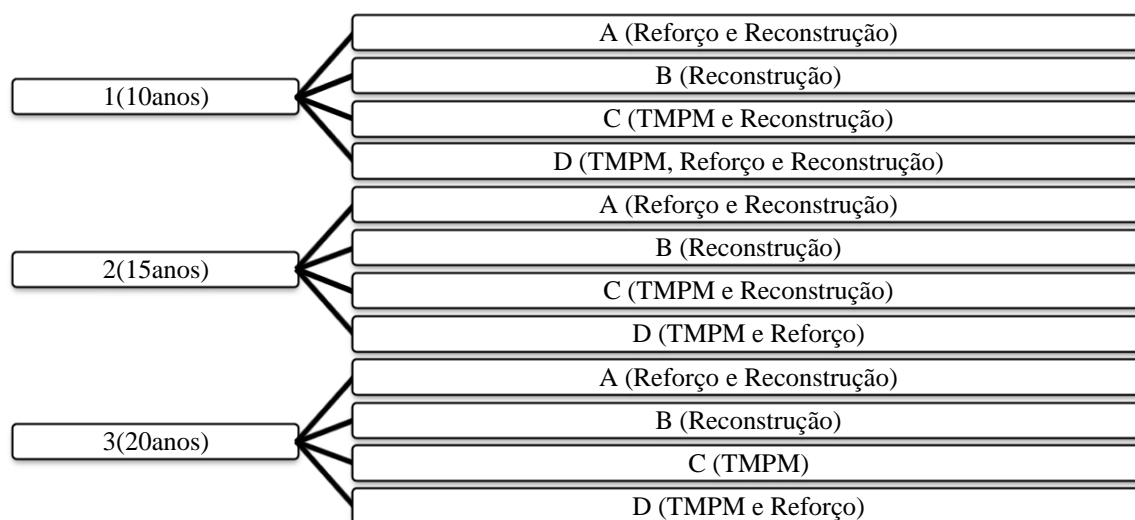 1(10anos)
A (Reforço e Reconstrução)
B (Reconstrução)
C (TMPM e Reconstrução)
D (TMPM, Reforço e Reconstrução)
2(15anos)
A (Reforço e Reconstrução)
B (Reconstrução)
C (TMPM e Reconstrução)
D (TMPM e Reforço)
3(20anos)
A (Reforço e Reconstrução)
B (Reconstrução)
C (TMPM)
D (TMPM e Reforço)